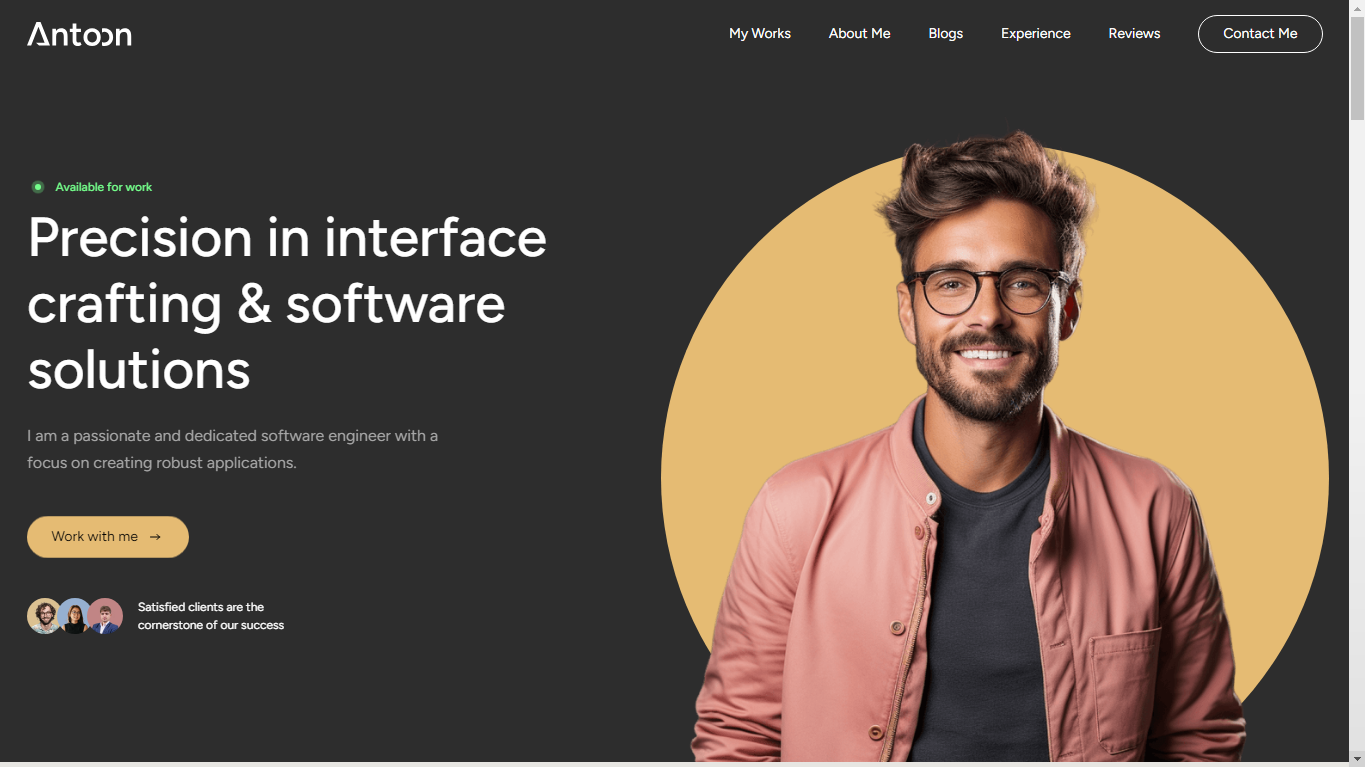 Antoon
My Works
About Me
Blogs
Experience
Reviews
Contact Me
Available for work
Precision in interface
crafting & software
solutions
I am a passionate and dedicated software engineer with a
focus on creating robust applications.
Work with me →
Satisfied clients are the
cornerstone of our success